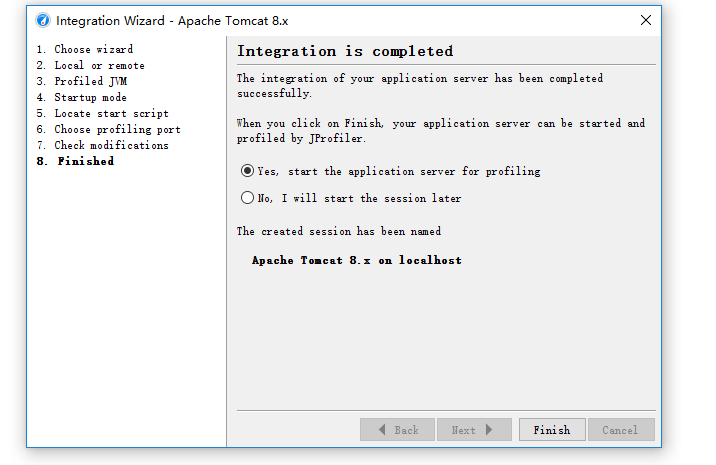 Integration Wizard - Apache Tomcat 8.x
1. Choose wizard
2. Local or remote
3. Profiled JVM
4. Startup mode
5. Locate start script
6. Choose profiling port
7. Check modifications
8. Finished
Integration is completed
The integration of your application server has been completed
successfully.
When you click on Finish, your application server can be started and
profiled by JProfiler.
Yes, start the application server for profiling
No, I will start the session later
The created session has been named
Apache Tomcat 8.x on localhost
Back
Next
Finish
Cancel